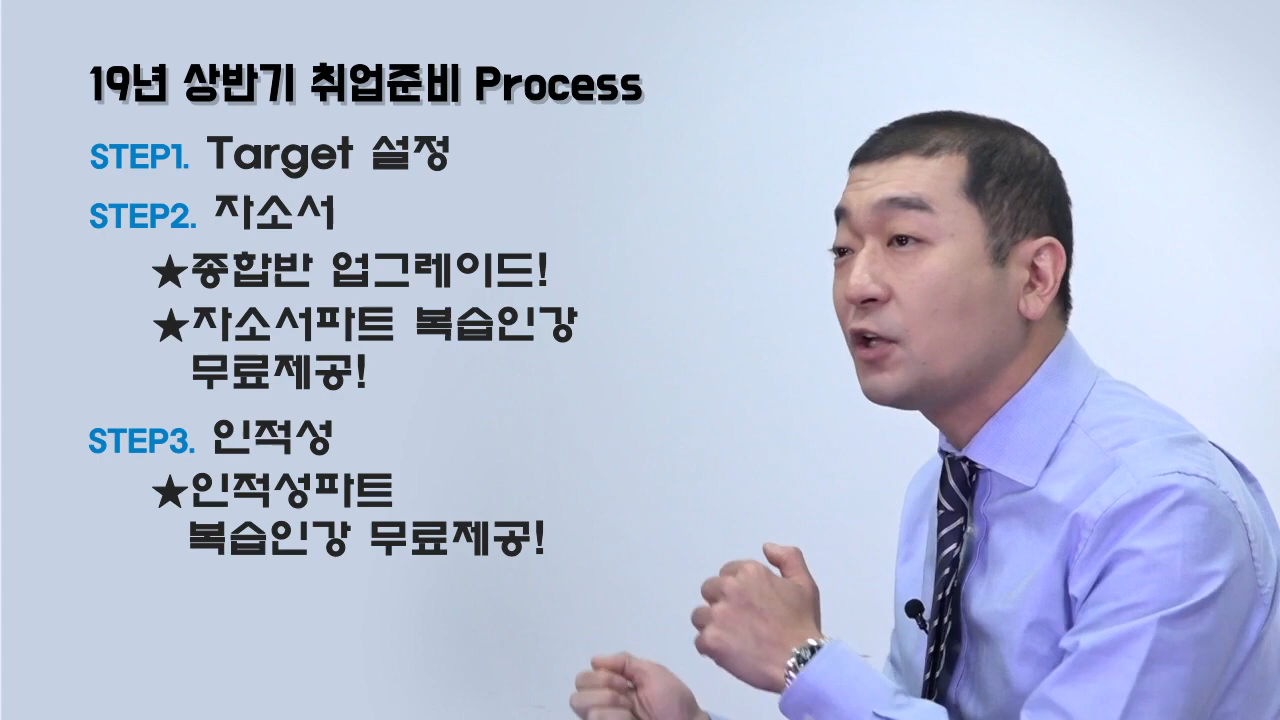 19년 상반기 취업준비 Process
STEP1. Target 설정
STEP2. 자소서
★종합반 업그레이드!
★자소서파트 복습인강
무료제공!
STEP3. 인적성
★인적성파트
복습인강 무료제공!